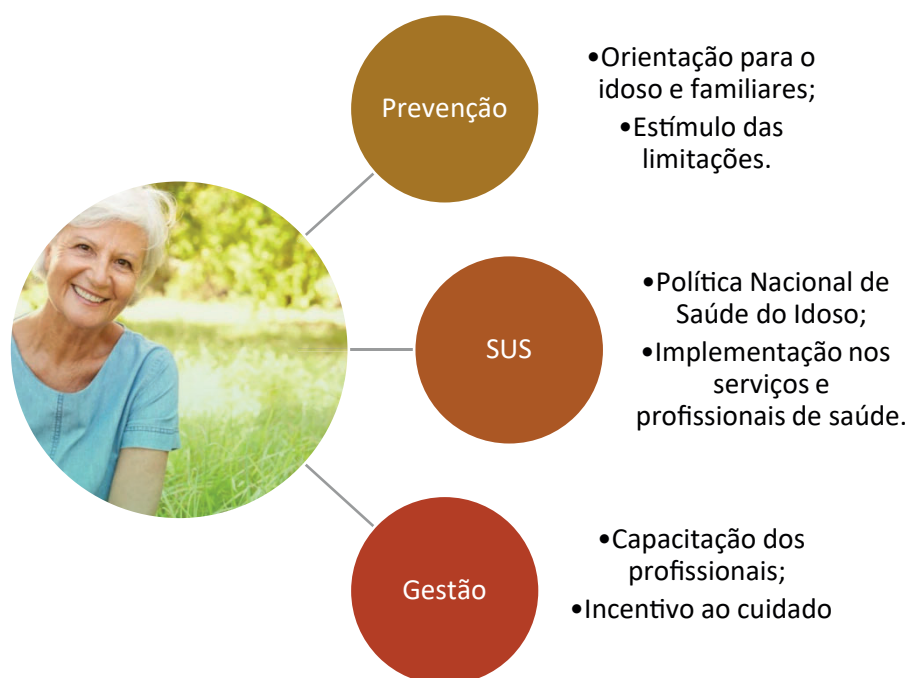 Prevenção
•Orientação para o
idoso e familiares;
•Estímulo das
limitações.
SUS
•Política Nacional de
Saúde do Idoso;
•Implementação nos
serviços e
profissionais de saúde.
Gestão
•Capacitação dos
profissionais;
•Incentivo ao cuidado